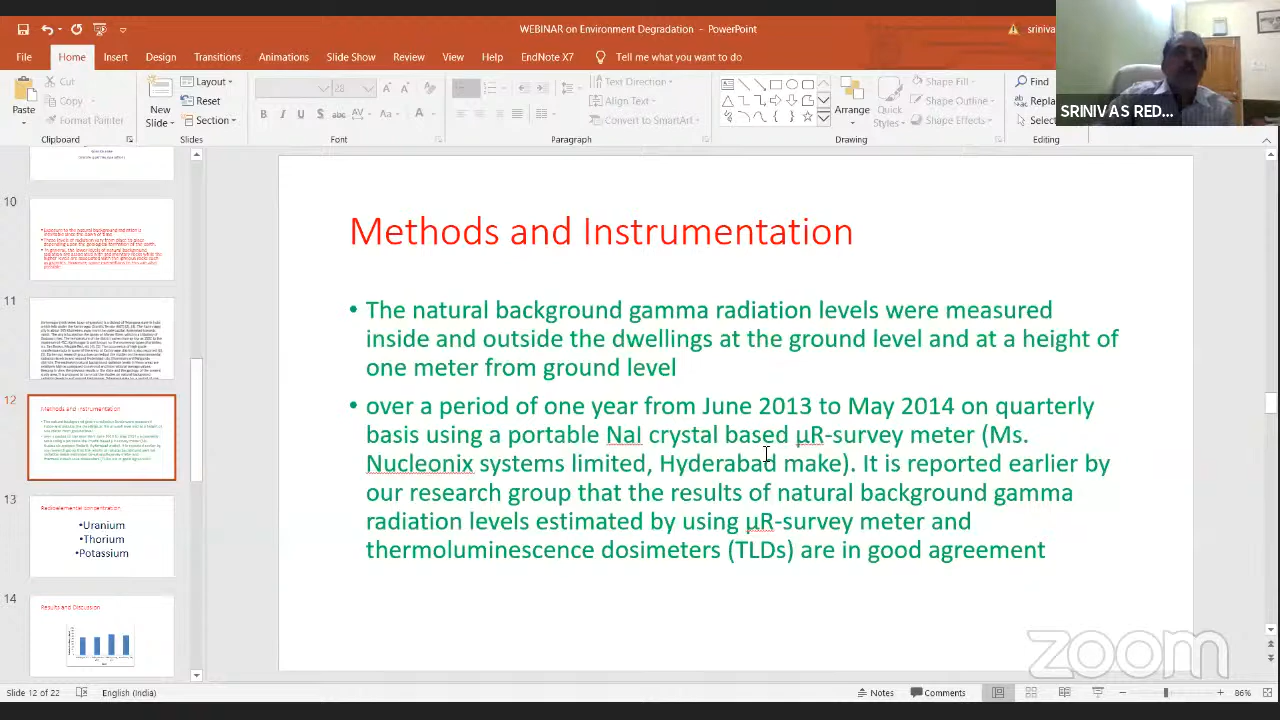 WEBINAR on Environment Degradation - PowerPoint
File Home Insert Design Transitions Animations Slide Show Review View Help EndNote X7 Tell me what you want to do
SRINIVAS RED...
Paste
Cut
Copy
Format Painter
Clipboard
New
Slide
Layout
Reset
Section
Slides
28
Font
Text Direction
Align Text
Convert to SmartArt
Paragraph
Arrange
Quick
Styles
Shape Fill
Shape Outline
Shape Effects
Drawing
Find
Editing
10
11
12
Methods and Instrumentation
13
Radioelemental concentration
•Uranium
•Thorium
•Potassium
14
Results and Discussion
Methods and Instrumentation
• The natural background gamma radiation levels were measured
inside and outside the dwellings at the ground level and at a height of
one meter from ground level
• over a period of one year from June 2013 to May 2014 on quarterly
basis using a portable NaI crystal based µR-survey meter (Ms.
Nucleonix systems limited, Hyderabad make). It is reported earlier by
our research group that the results of natural background gamma
radiation levels estimated by using µR-survey meter and
thermoluminescence dosimeters (TLDs) are in good agreement
zoom
Slide 12 of 22 English (India) Notes Comments 86%